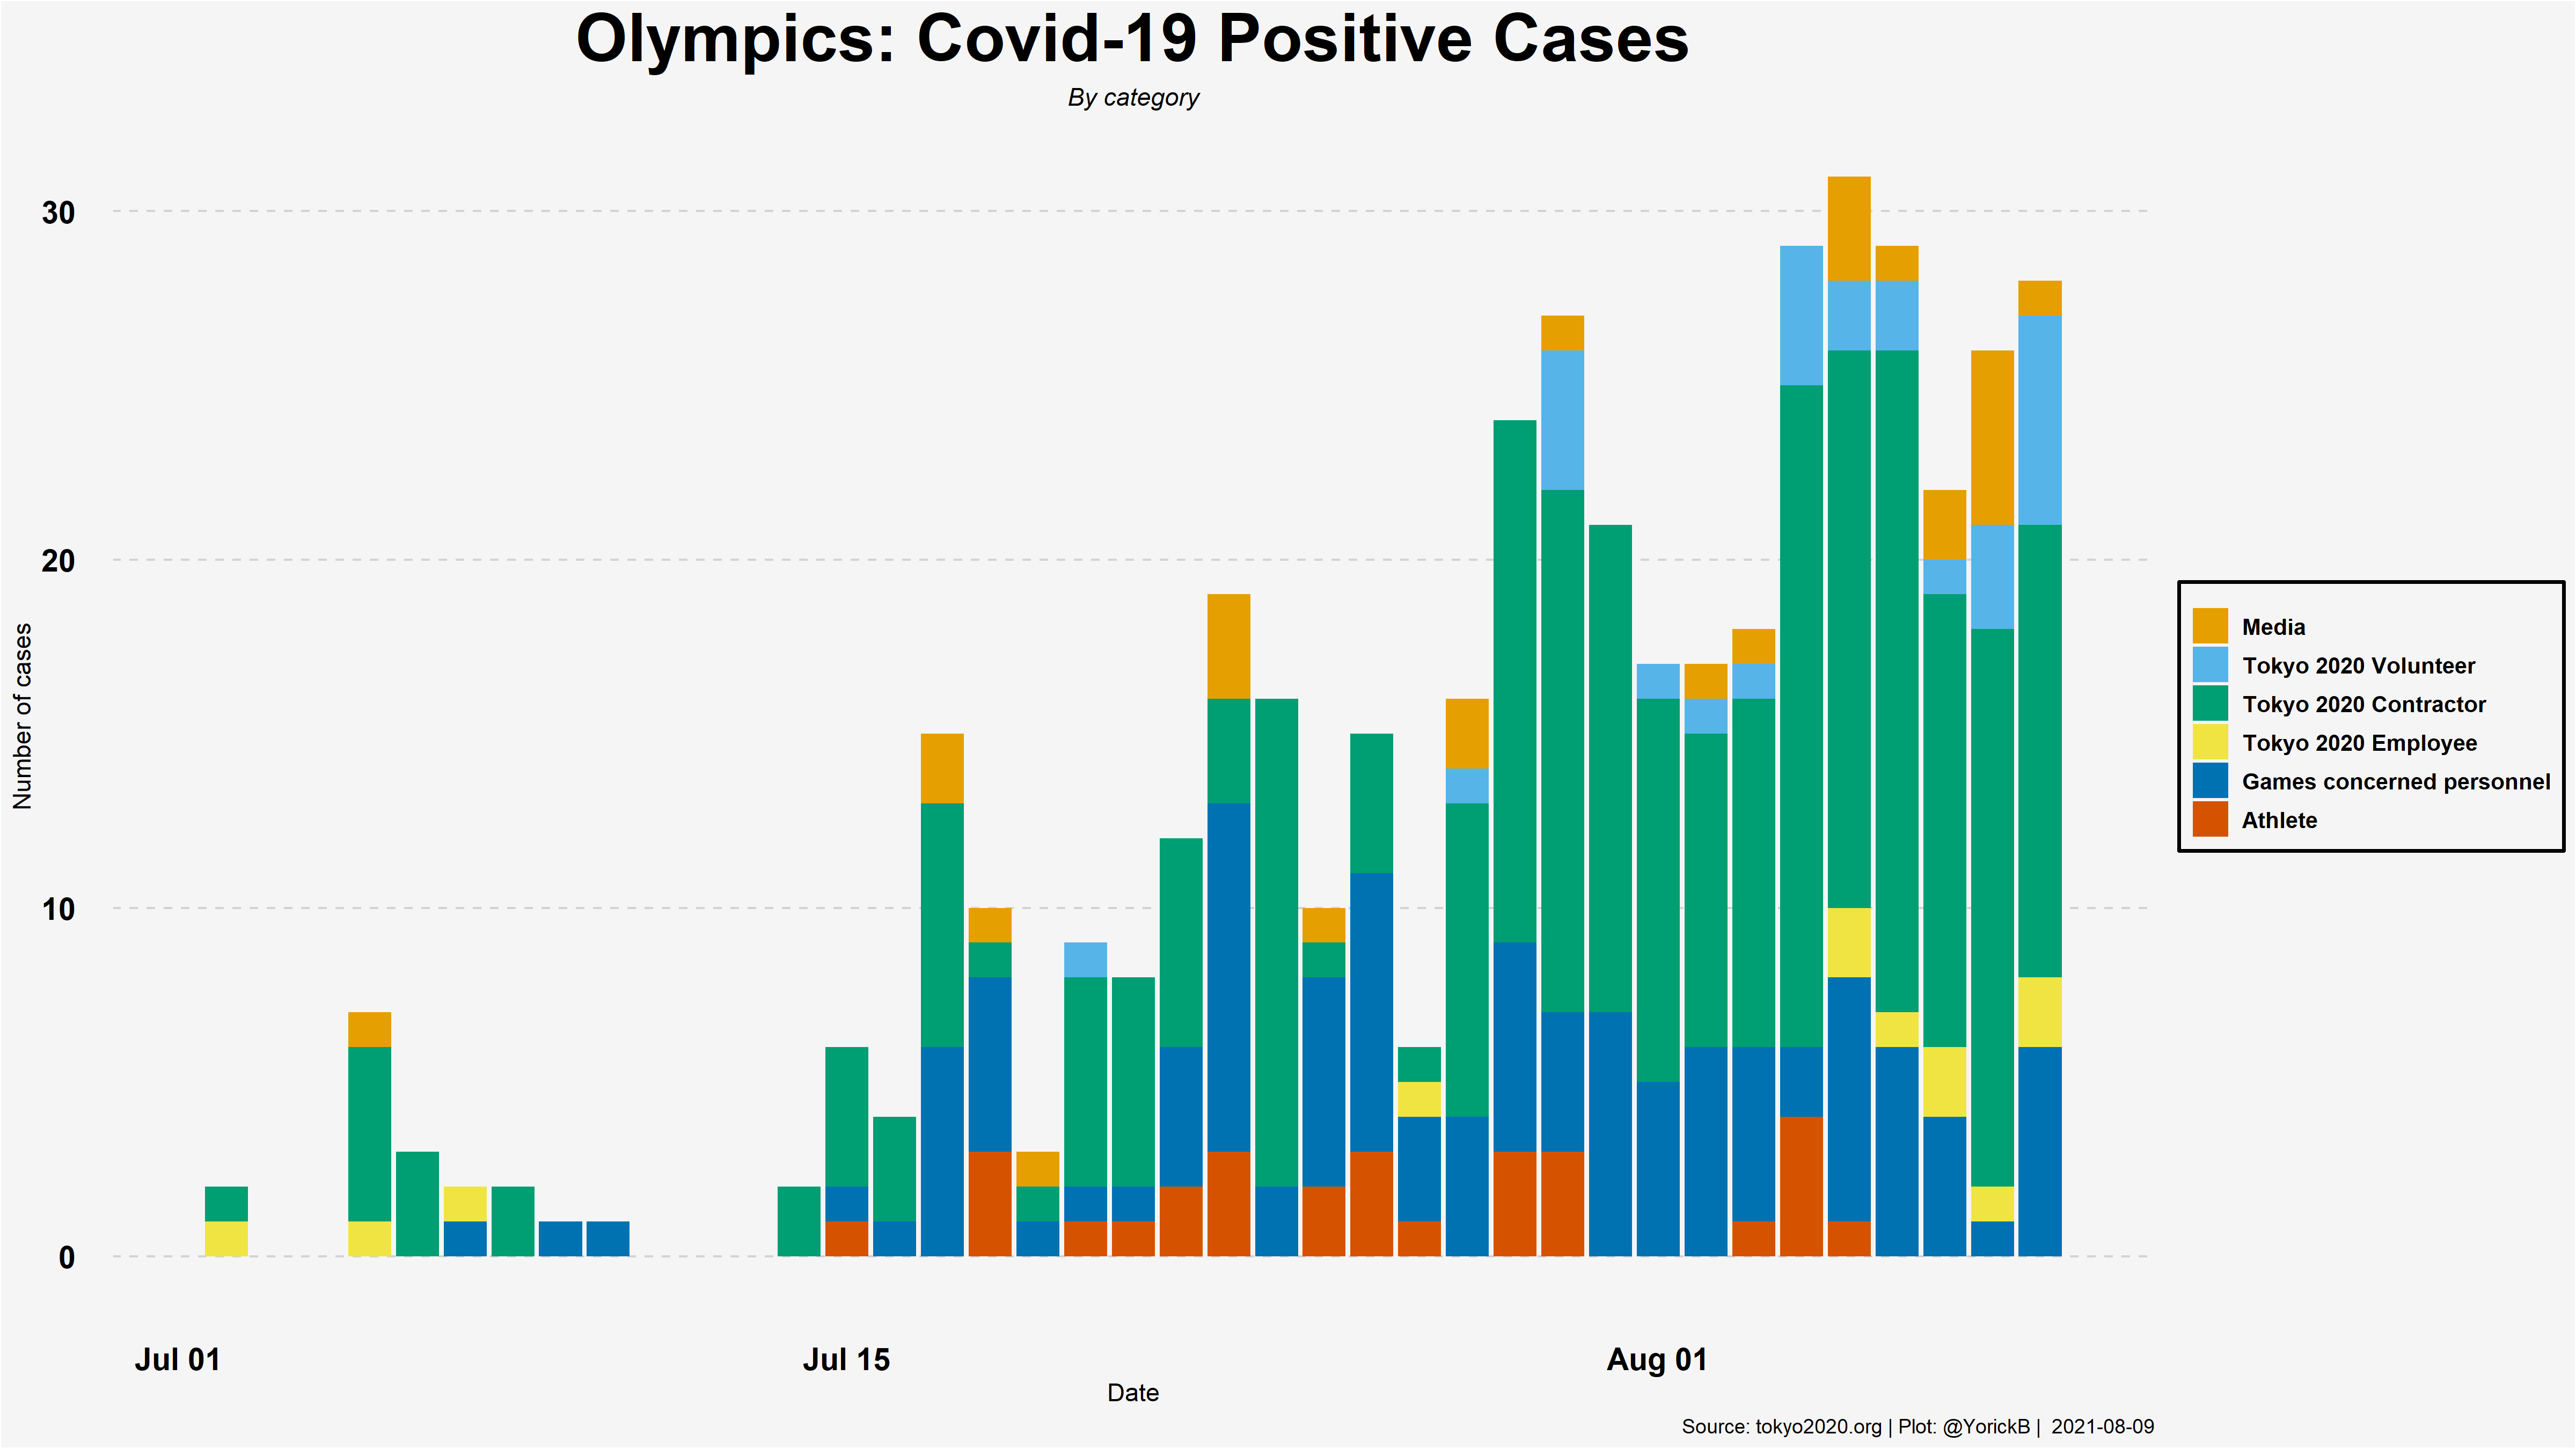 Olympics: Covid-19 Positive Cases
By category
30
20
10
0
Number of cases
Jul 01
Jul 15
Aug 01
Date
Media
Tokyo 2020 Volunteer
Tokyo 2020 Contractor
Tokyo 2020 Employee
Games concerned personnel
Athlete
Source: tokyo2020.org | Plot: @YorickB | 2021-08-09